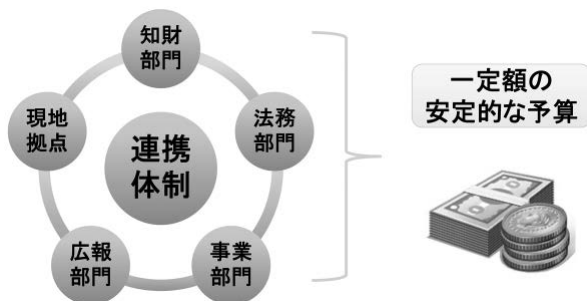 知財
部門
現地
拠点
法務
部門
連携
体制
広報
部門
事業
部門
一定額の
安定的な予算